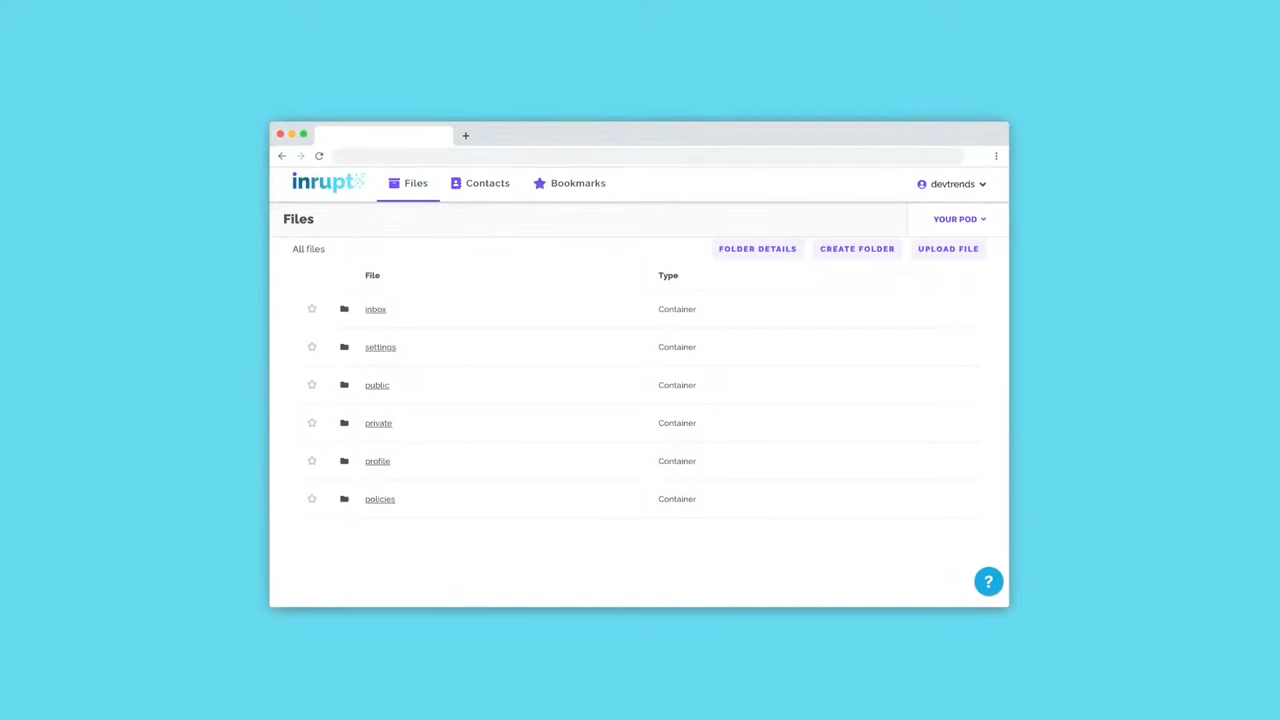 inrupt Files Contacts Bookmarks devtrends
Files YOUR POD
All files FOLDER DETAILS CREATE FOLDER UPLOAD FILE
File Type
inbox Container
settings Container
public Container
private Container
profile Container
policies Container
?